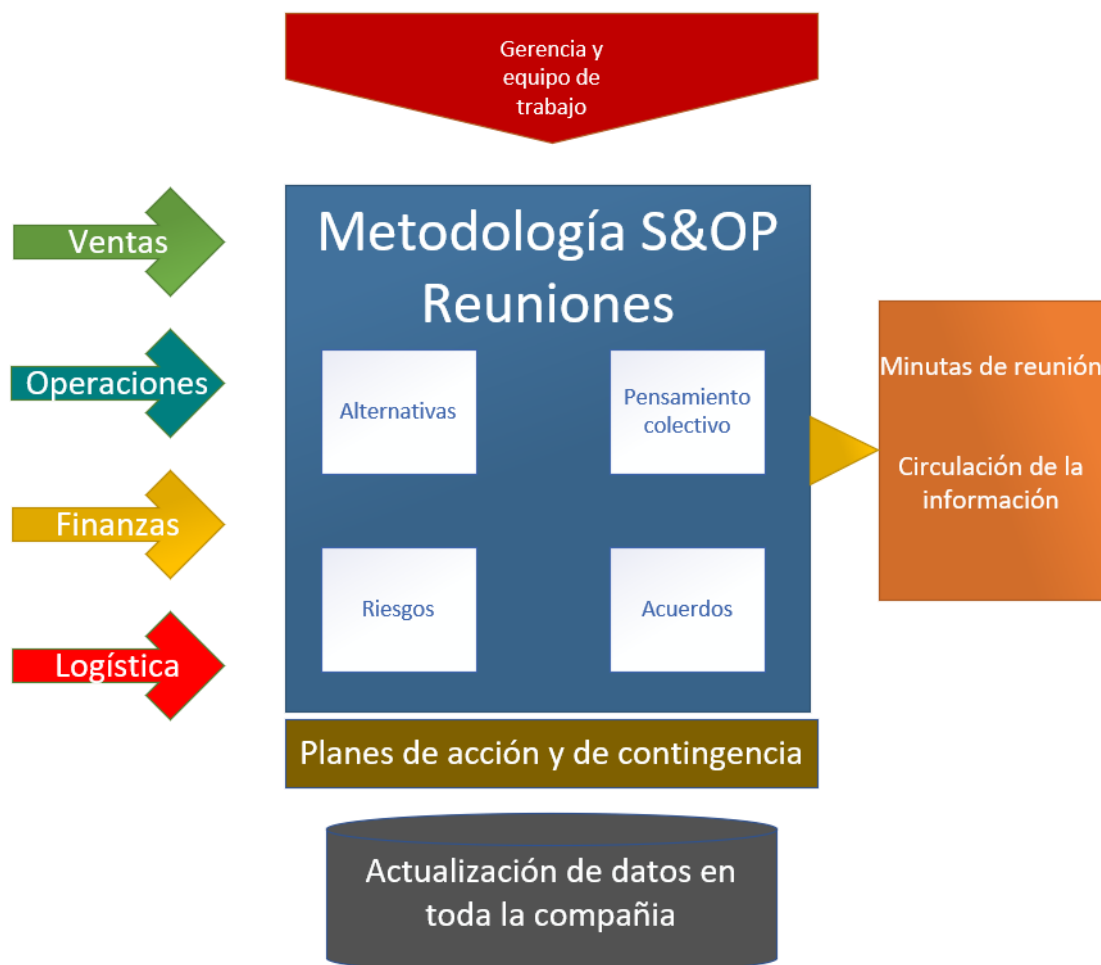 Gerencia y
equipo de
trabajo
Ventas
Operaciones
Finanzas
Logística
Metodología S&OP
Reuniones
Alternativas
Pensamiento
colectivo
Riesgos
Acuerdos
Minutas de reunión
Circulación de la
información
Planes de acción y de contingencia
Actualización de datos en
toda la compañia